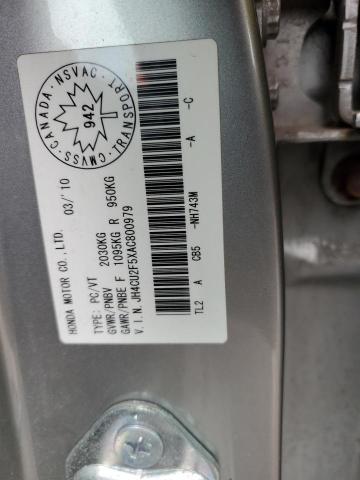 HONDA MOTOR CO., LTD. 03/'10
TYPE: PC/VT
GVWR/PNBV 2030KG
GAWR/PNBE F 1095KG R 950KG
V.I.N. JH4CU2F5XAC800979
TL2 A C85 -NH743M -A -C
CMVSS·CANADA·NSVAC·TRANSPORT·
942